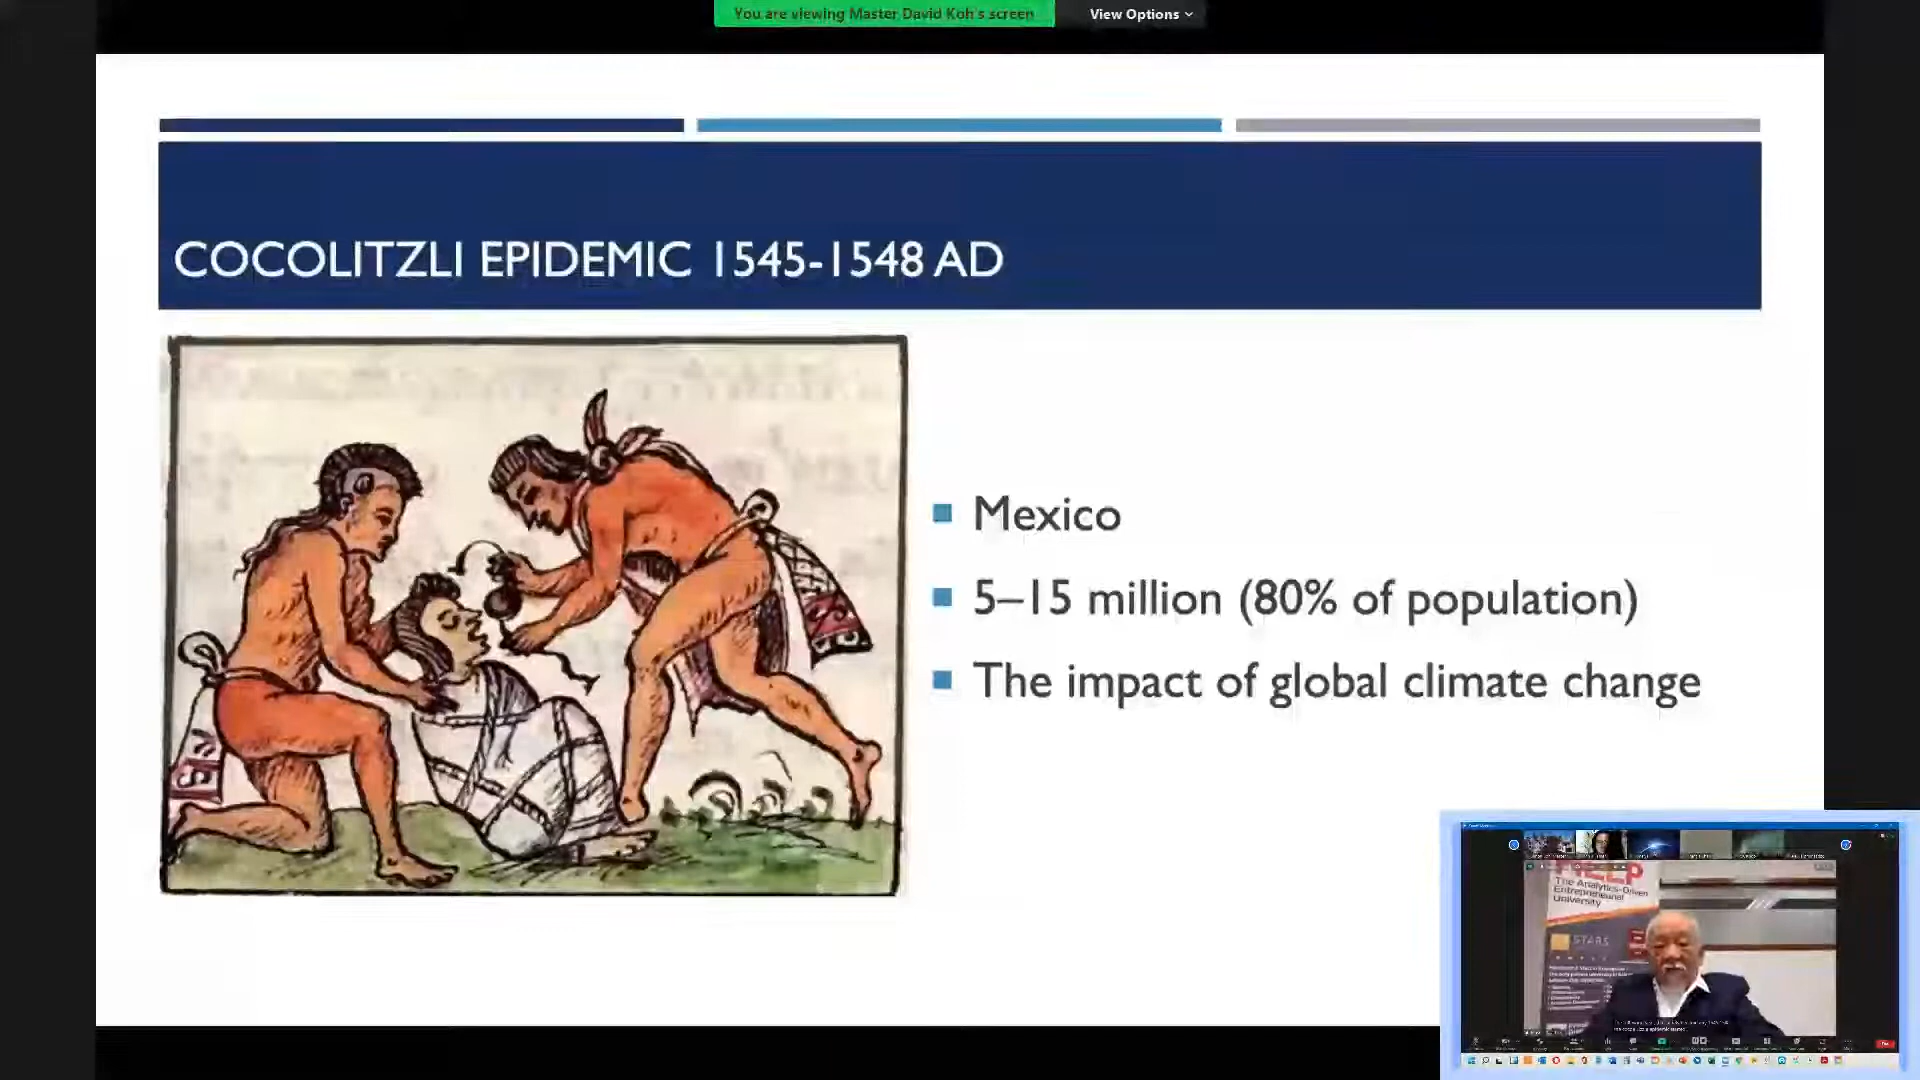 You are viewing Master David Koh's screen
View Options
COCOLITZLI EPIDEMIC 1545-1548 AD
Mexico
5–15 million (80% of population)
The impact of global climate change
HELP
The Analytics-Driven
Entrepreneurial
University
STARS